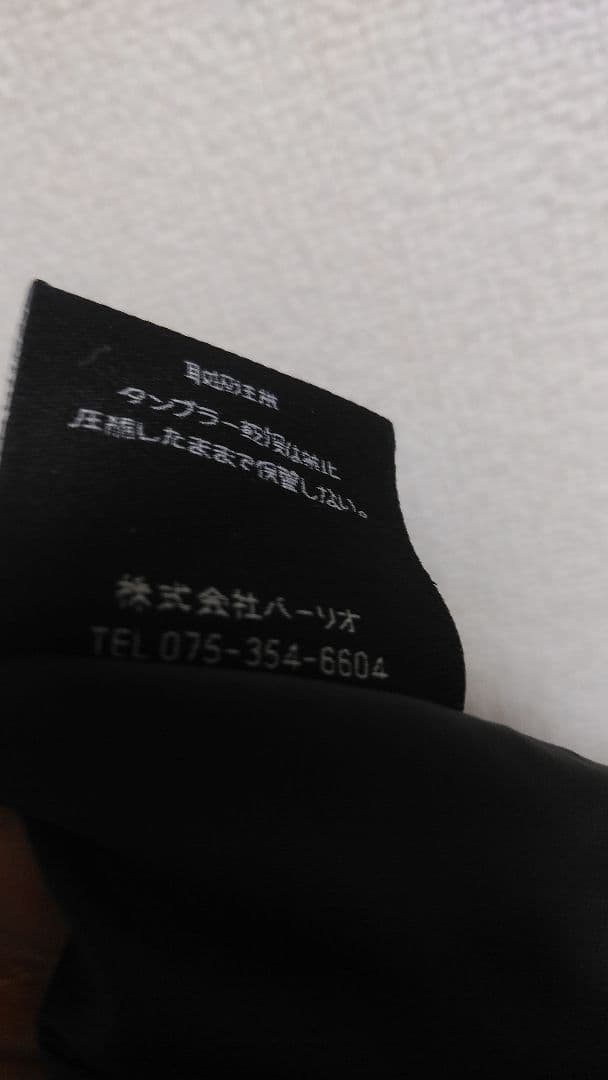 取扱注意
タンブラー乾燥は禁止
圧縮したままで保管しない。
株式会社バーリオ
TEL 075-354-6604